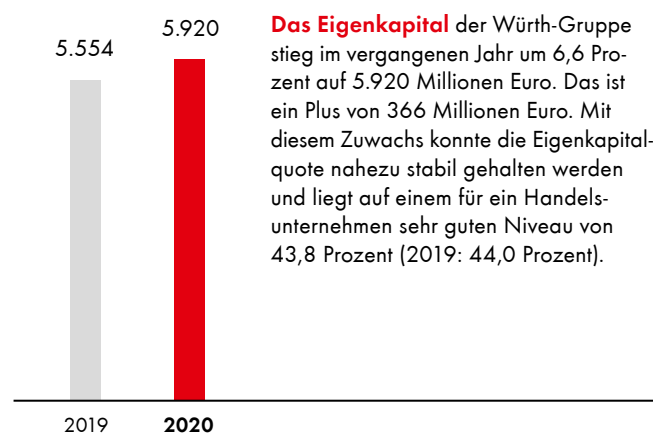 5.554
5.920
Das Eigenkapital der Würth-Gruppe
stieg im vergangenen Jahr um 6,6 Pro-
zent auf 5.920 Millionen Euro. Das ist
ein Plus von 366 Millionen Euro. Mit
diesem Zuwachs konnte die Eigenkapital-
quote nahezu stabil gehalten werden
und liegt auf einem für ein Handels-
unternehmen sehr guten Niveau von
43,8 Prozent (2019: 44,0 Prozent).
2019
2020